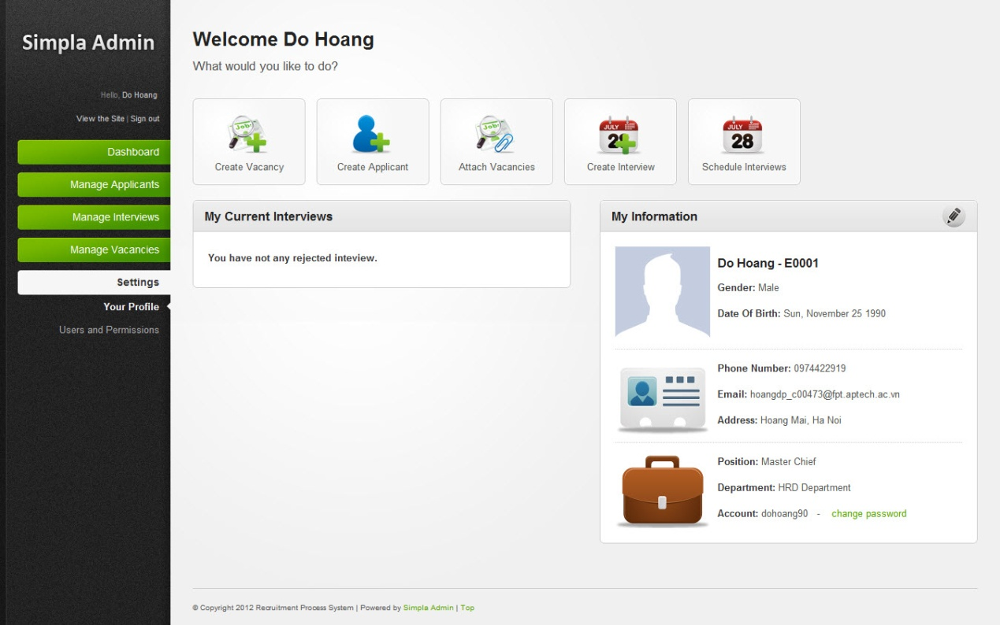 Simpla Admin
Hello, Do Hoang
View the Site | Sign out
Dashboard
Manage Applicants
Manage Interviews
Manage Vacancies
Settings
Your Profile
Users and Permissions
Welcome Do Hoang
What would you like to do?
Job!
Create Vacancy
Create Applicant
Job!
Attach Vacancies
JULY
Create Interview
JULY
28
Schedule Interviews
My Current Interviews
You have not any rejected inteview.
My Information
Do Hoang - E0001
Gender: Male
Date Of Birth: Sun, November 25 1990
Phone Number: 0974422919
Email: hoangdp_c00473@fpt.aptech.ac.vn
Address: Hoang Mai, Ha Noi
Position: Master Chief
Department: HRD Department
Account: dohoang90 - change password
© Copyright 2012 Recruitment Process System | Powered by Simpla Admin | Top